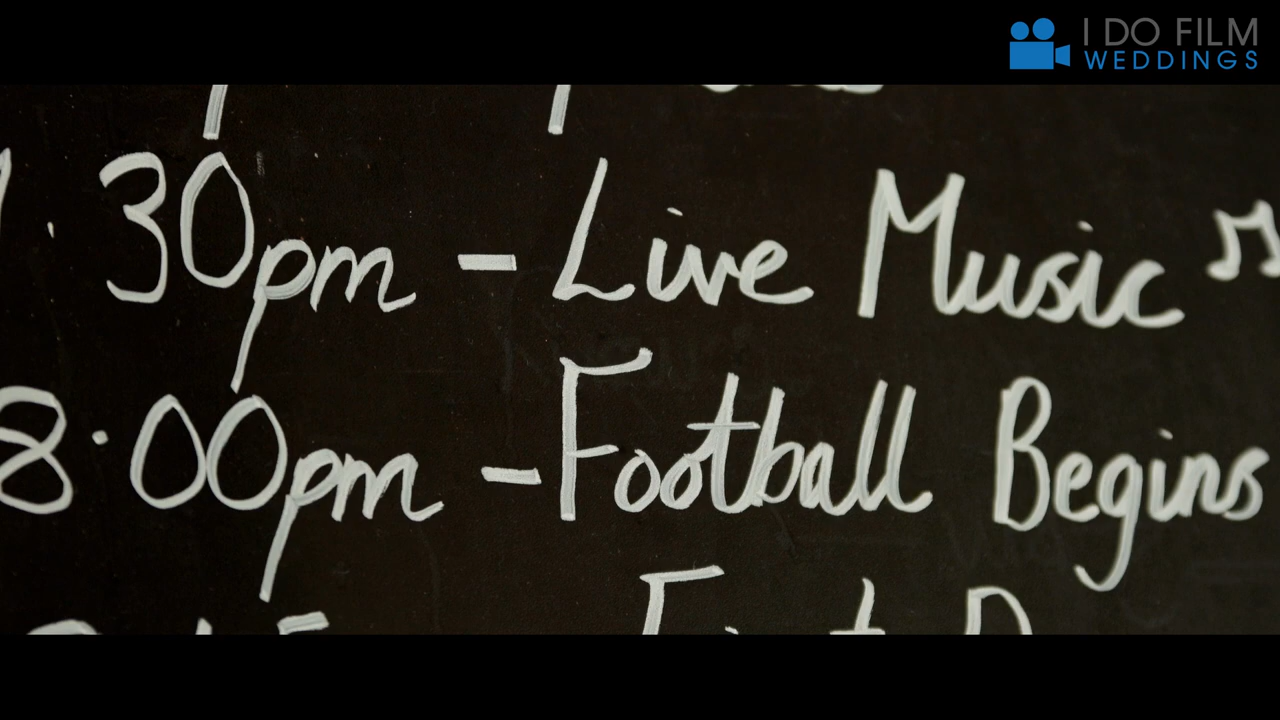 I DO FILM
WEDDINGS
30pm - Live Music ♫
8:00pm - Football Begins